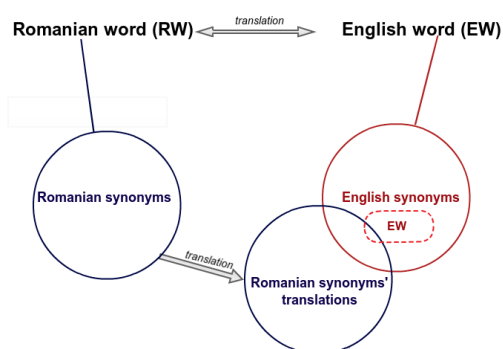 Romanian word (RW)
translation
English word (EW)
Romanian synonyms
English synonyms
EW
translation
Romanian synonyms'
translations